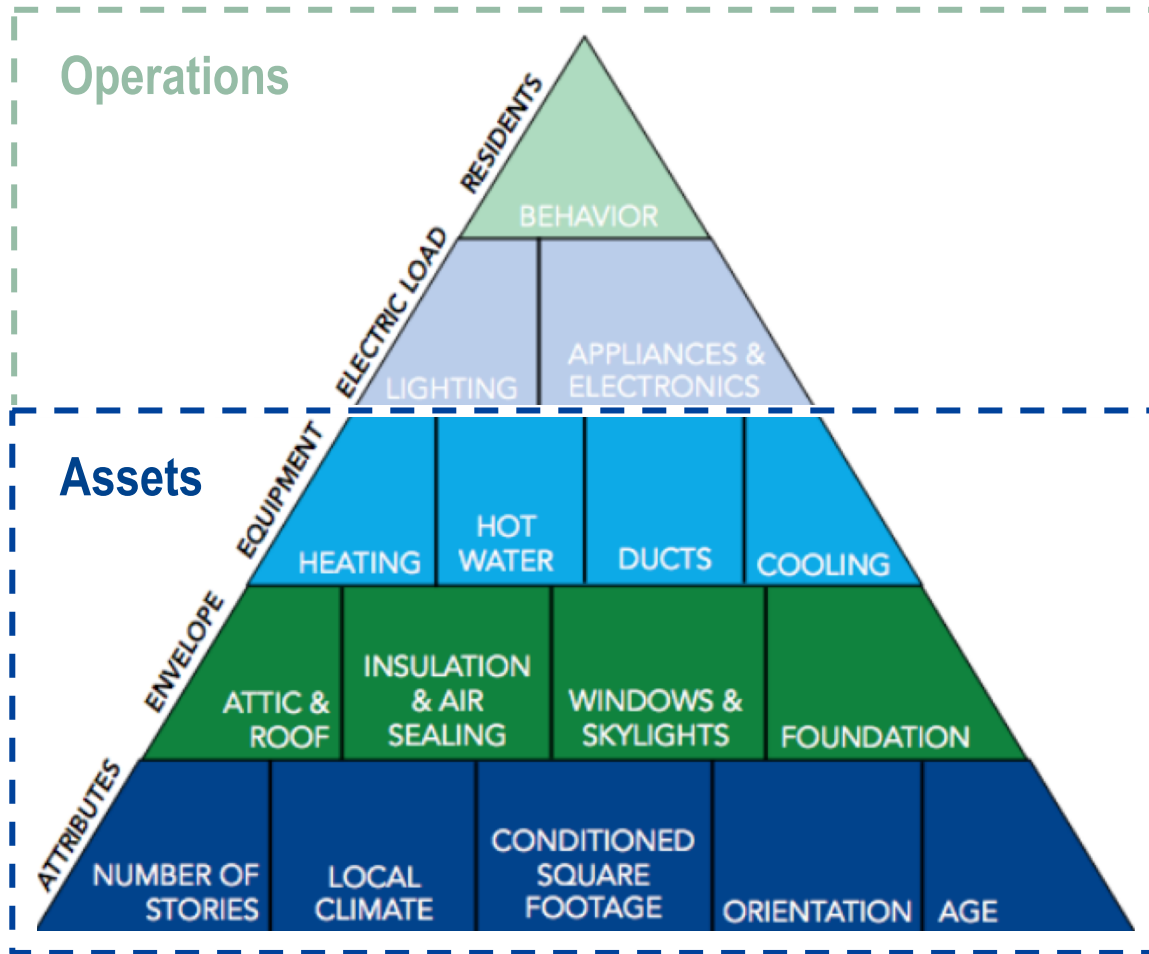 Operations
RESIDENTS
BEHAVIOR
ELECTRIC LOAD
LIGHTING
APPLIANCES &
ELECTRONICS
Assets
EQUIPMENT
HEATING
HOT
WATER
DUCTS
COOLING
ENVELOPE
ATTIC &
ROOF
INSULATION
& AIR
SEALING
WINDOWS &
SKYLIGHTS
FOUNDATION
ATTRIBUTES
NUMBER OF
STORIES
LOCAL
CLIMATE
CONDITIONED
SQUARE
FOOTAGE
ORIENTATION
AGE